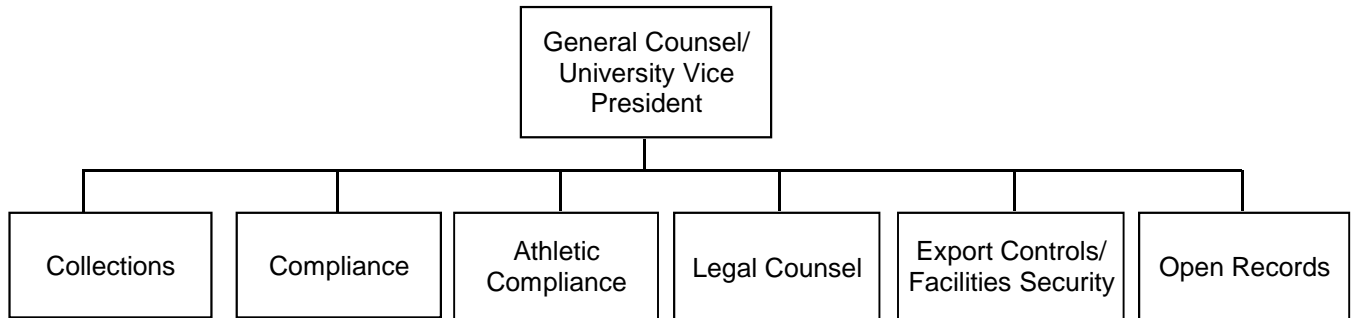 General Counsel/
University Vice
President
Collections
Compliance
Athletic
Compliance
Legal Counsel
Export Controls/
Facilities Security
Open Records